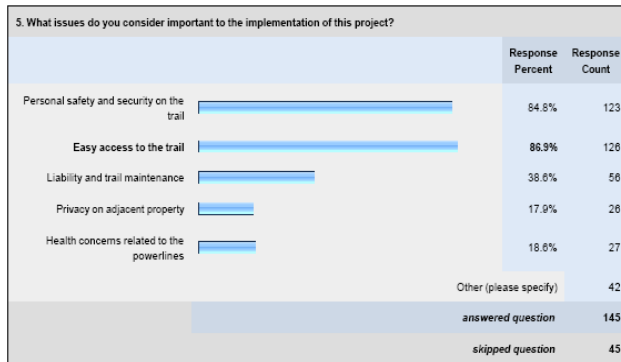 5. What issues do you consider important to the implementation of this project?
Response Percent
Response Count
Personal safety and security on the trail
84.8%
123
Easy access to the trail
86.9%
126
Liability and trail maintenance
38.6%
56
Privacy on adjacent property
17.9%
26
Health concerns related to the powerlines
18.6%
27
Other (please specify)
42
answered question
145
skipped question
45